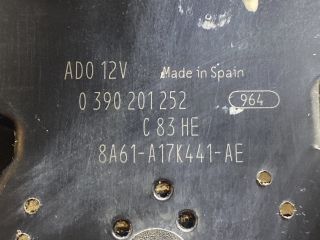 ADO 12V Made in Spain
0 390 201 252 964
C 83 HE
8A61-A17K441-AE